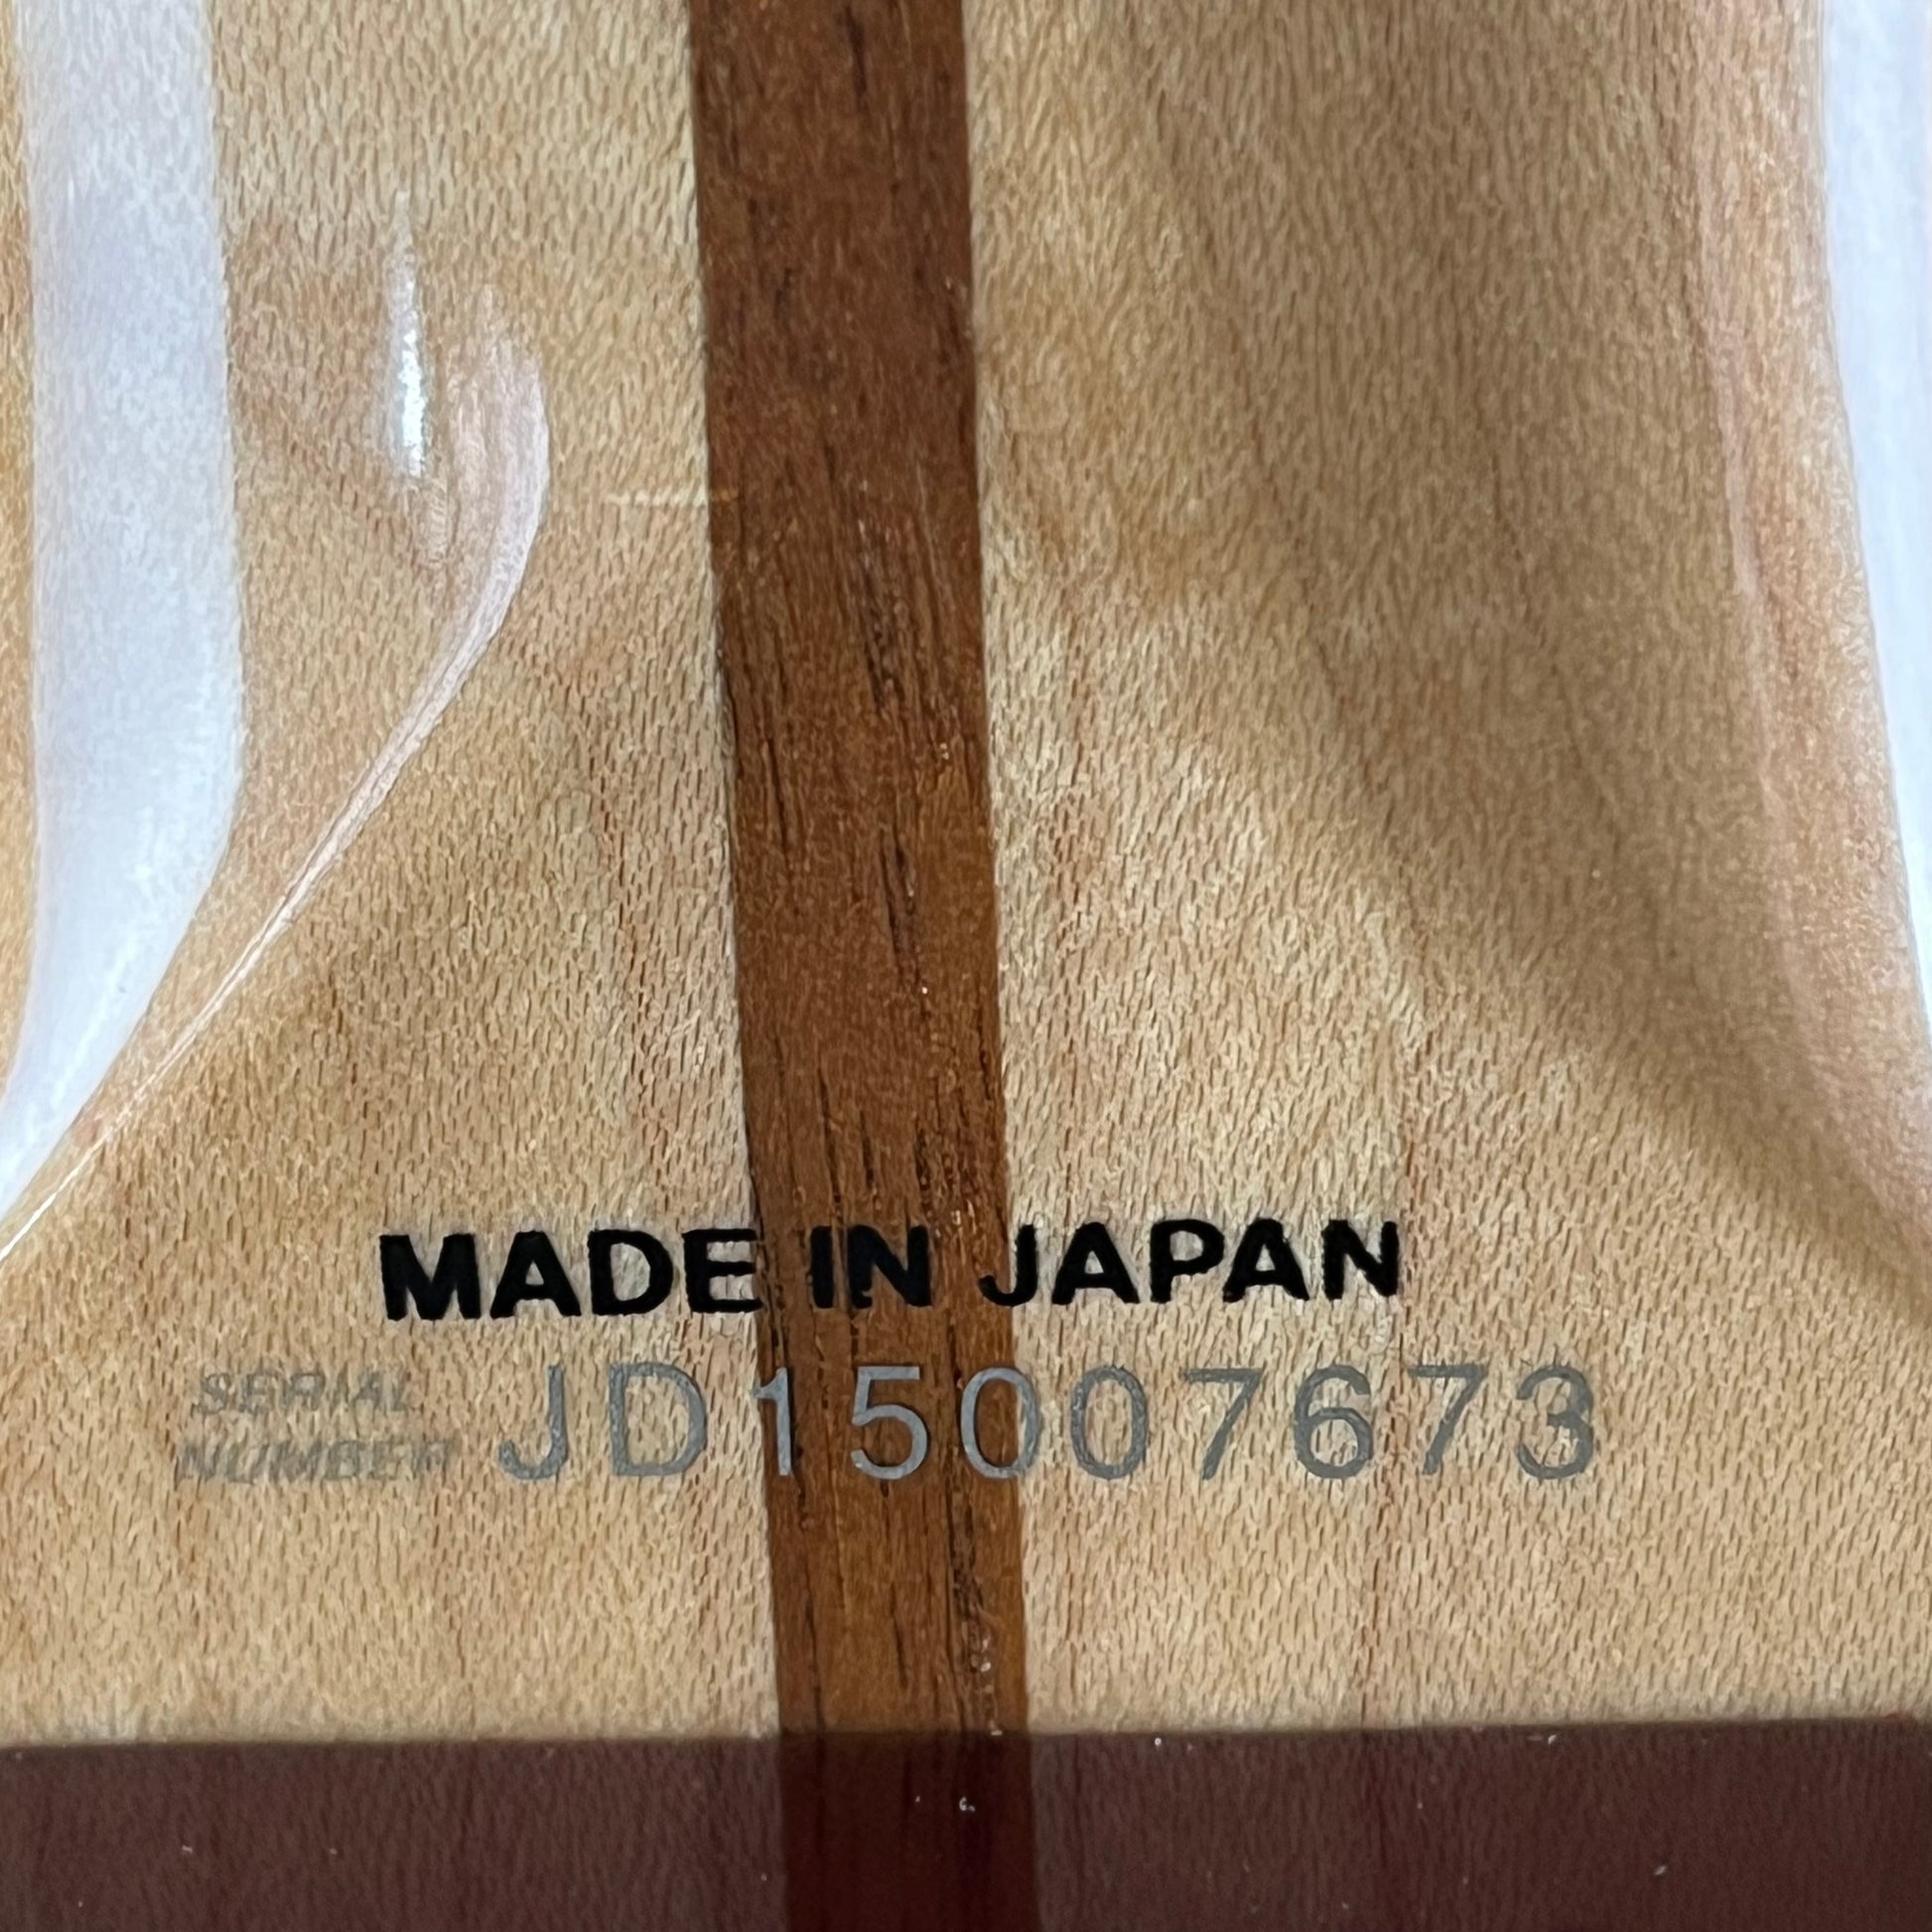 MADE IN JAPAN
SERIAL
NUMBER
JD15007673